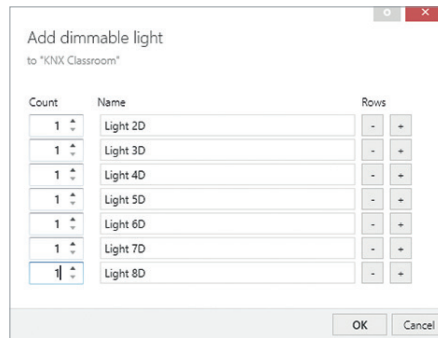 Add dimmable light
to "KNX Classroom"
Count Name Rows
1 Light 2D - +
1 Light 3D - +
1 Light 4D - +
1 Light 5D - +
1 Light 6D - +
1 Light 7D - +
1 Light 8D - +
OK Cancel